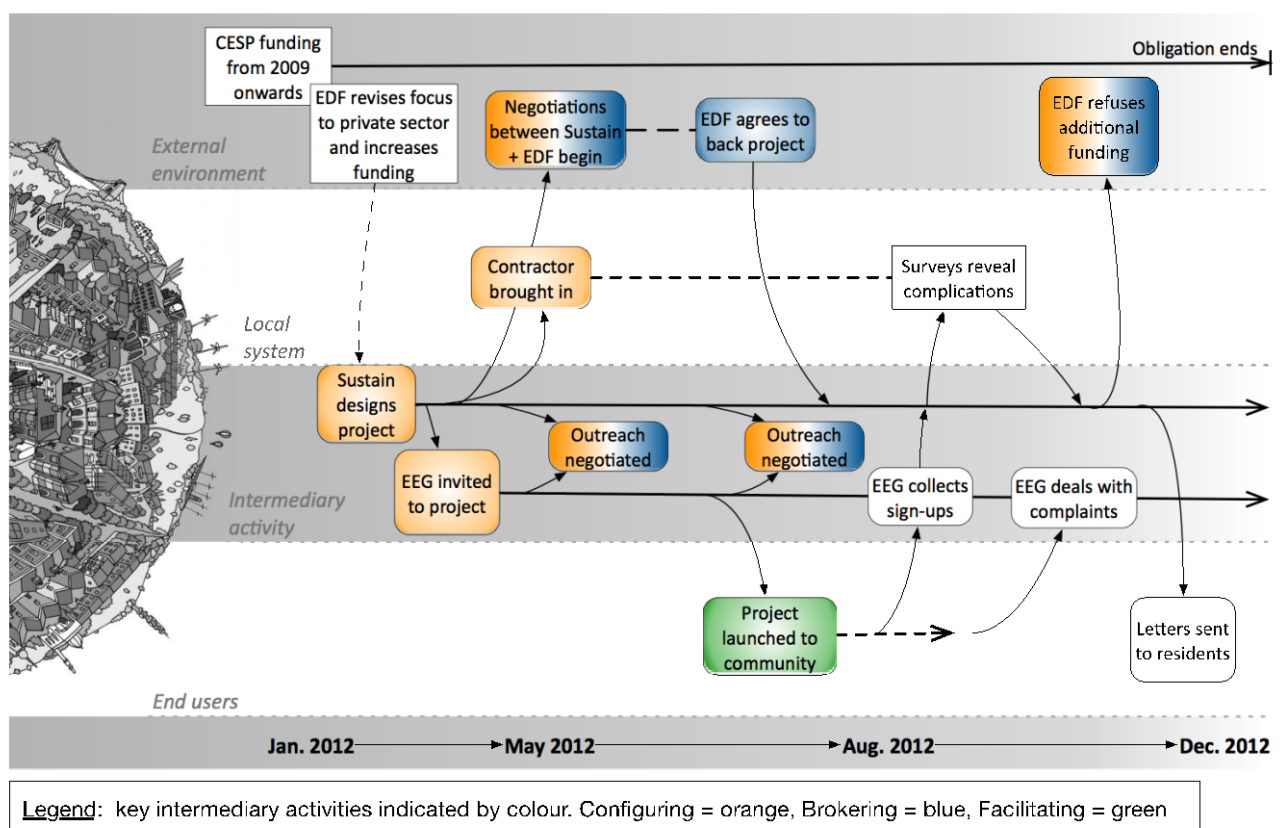 CESP funding
from 2009
onwards
Obligation ends
EDF revises focus
to private sector
and increases
funding
Negotiations
between Sustain
+ EDF begin
EDF agrees to
back project
EDF refuses
additional
funding
External
environment
Contractor
brought in
Surveys reveal
complications
Local
system
Sustain
designs
project
Outreach
negotiated
Outreach
negotiated
EEG invited
to project
EEG collects
sign-ups
EEG deals with
complaints
Intermediary
activity
Project
launched to
community
Letters sent
to residents
End users
Jan. 2012
May 2012
Aug. 2012
Dec. 2012
Legend: key intermediary activities indicated by colour. Configuring = orange, Brokering = blue, Facilitating = green